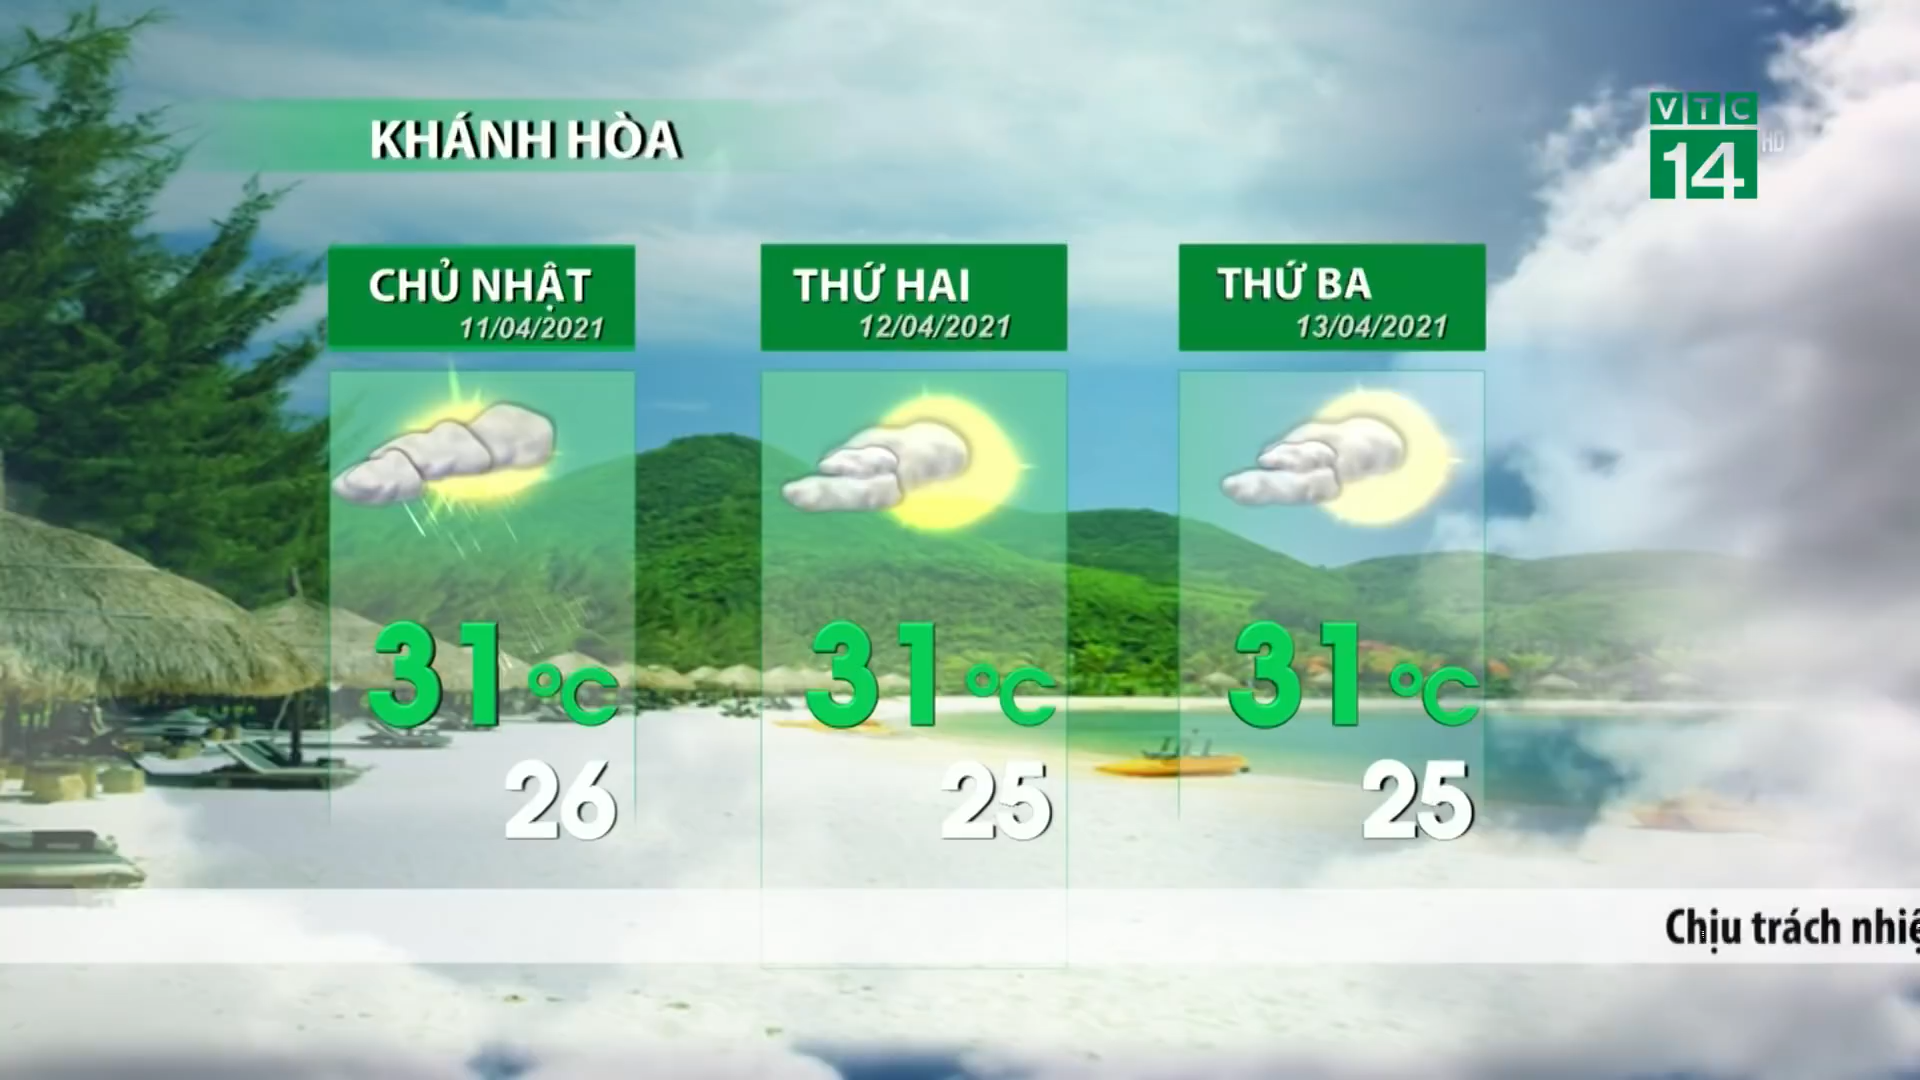 KHÁNH HÒA
VTC
14
HD
CHỦ NHẬT
11/04/2021
THỨ HAI
12/04/2021
THỨ BA
13/04/2021
31°C
31°C
31°C
26
25
25
Chịu trách nhiệ